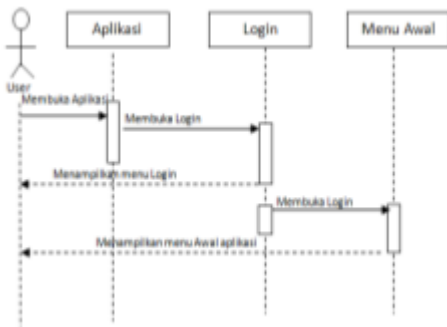 Aplikasi
Login
Menu Awal
User
Membuka Aplikasi
Membuka Login
Menampilkan menu Login
Membuka Login
Menampilkan menu Awal aplikasi